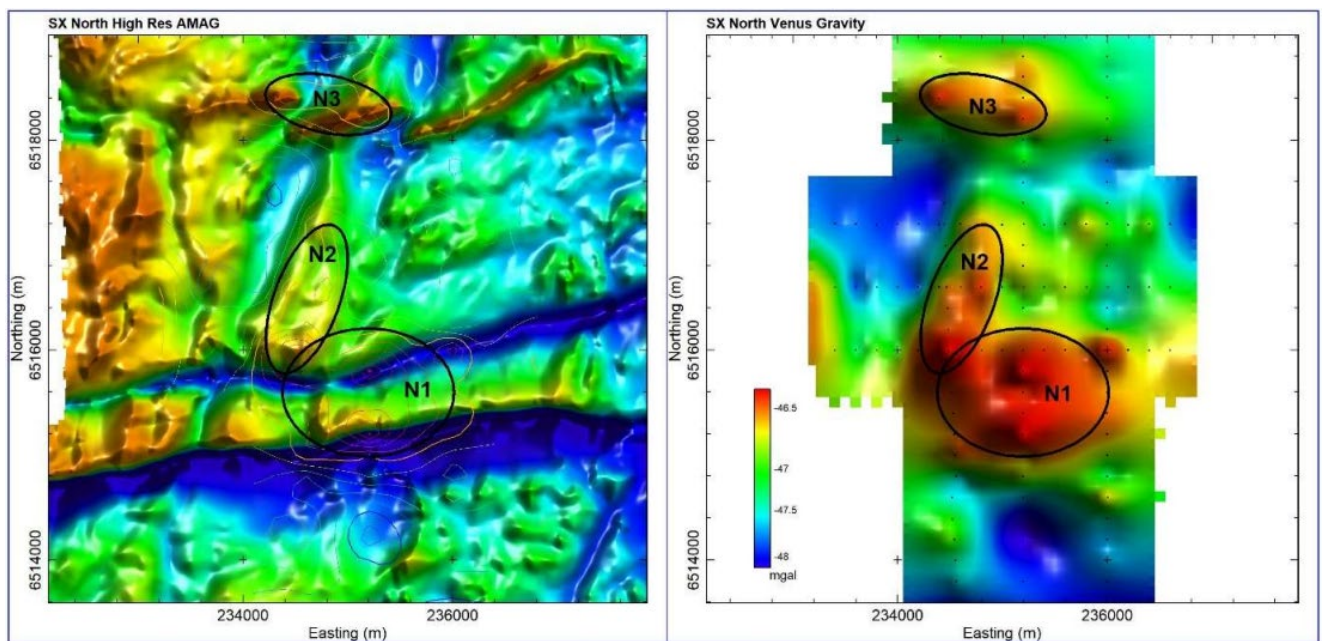 SX North High Res AMAG
N3
N2
N1
6518000
6516000
6514000
Northing (m)
234000
236000
Easting (m)
SX North Venus Gravity
N3
N2
N1
6518000
6516000
6514000
Northing (m)
-46.5
-47
-47.5
-48
mgal
234000
236000
Easting (m)